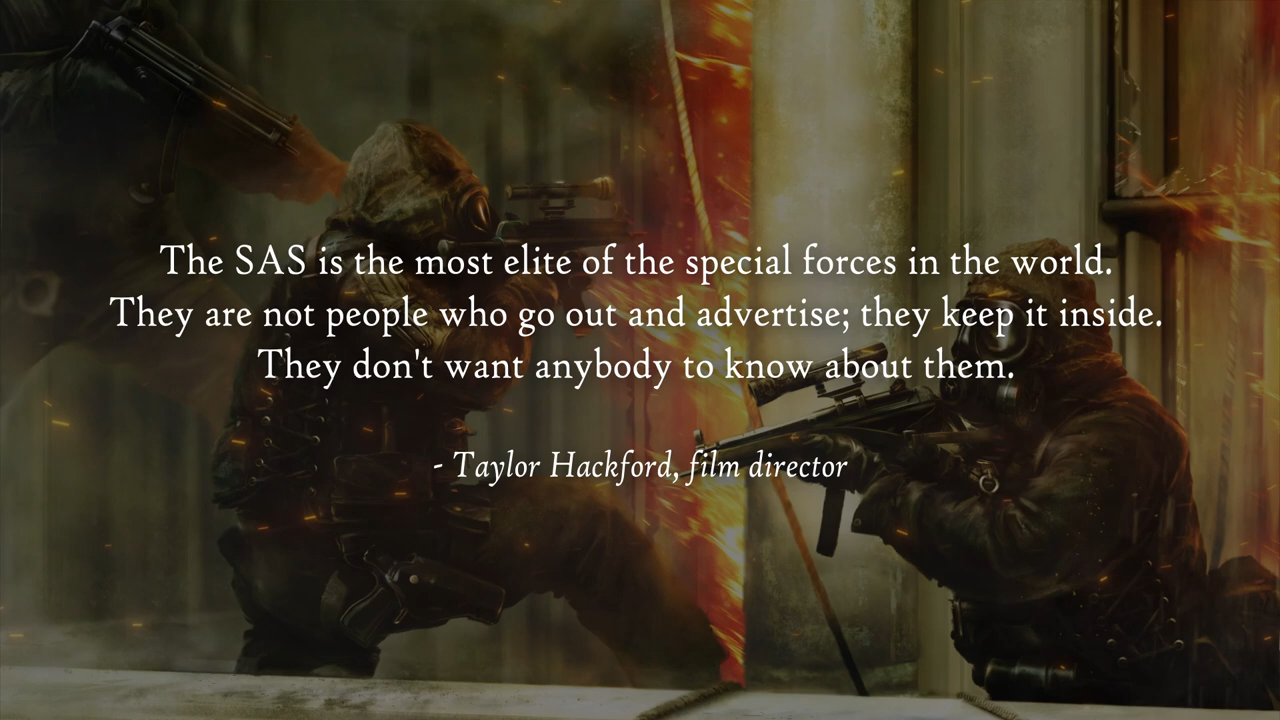 The SAS is the most elite of the special forces in the world.
They are not people who go out and advertise; they keep it inside.
They don't want anybody to know about them.
- Taylor Hackford, film director